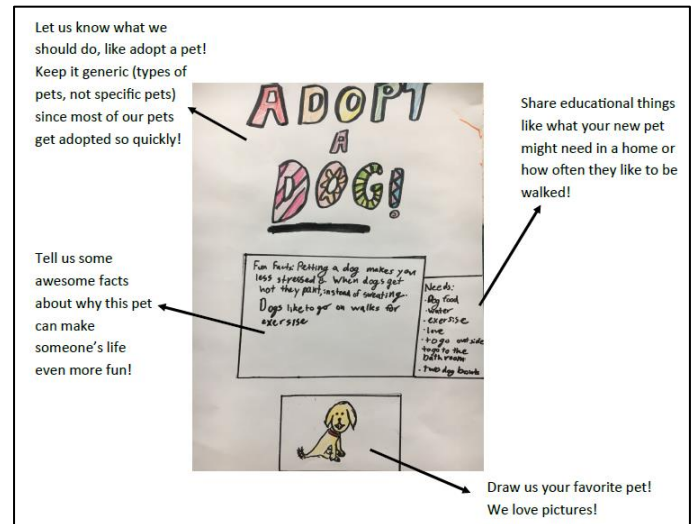 Let us know what we
should do, like adopt a pet!
Keep it generic (types of
pets, not specific pets)
since most of our pets
get adopted so quickly!
ADOPT
A
DOG!
Share educational things
like what your new pet
might need in a home or
how often they like to be
walked!
Tell us some
awesome facts
about why this pet
can make
someone's life
even more fun!
Fun Facts: Petting a dog makes you
less stressed & when dogs get
hot they pant, instead of sweating.
Dogs like to go on walks for
exersise
Needs:
· Dog food
· water
· exersise
· love
· to go outside
to go to the
bathroom
· two dog bowls
Draw us your favorite pet!
We love pictures!